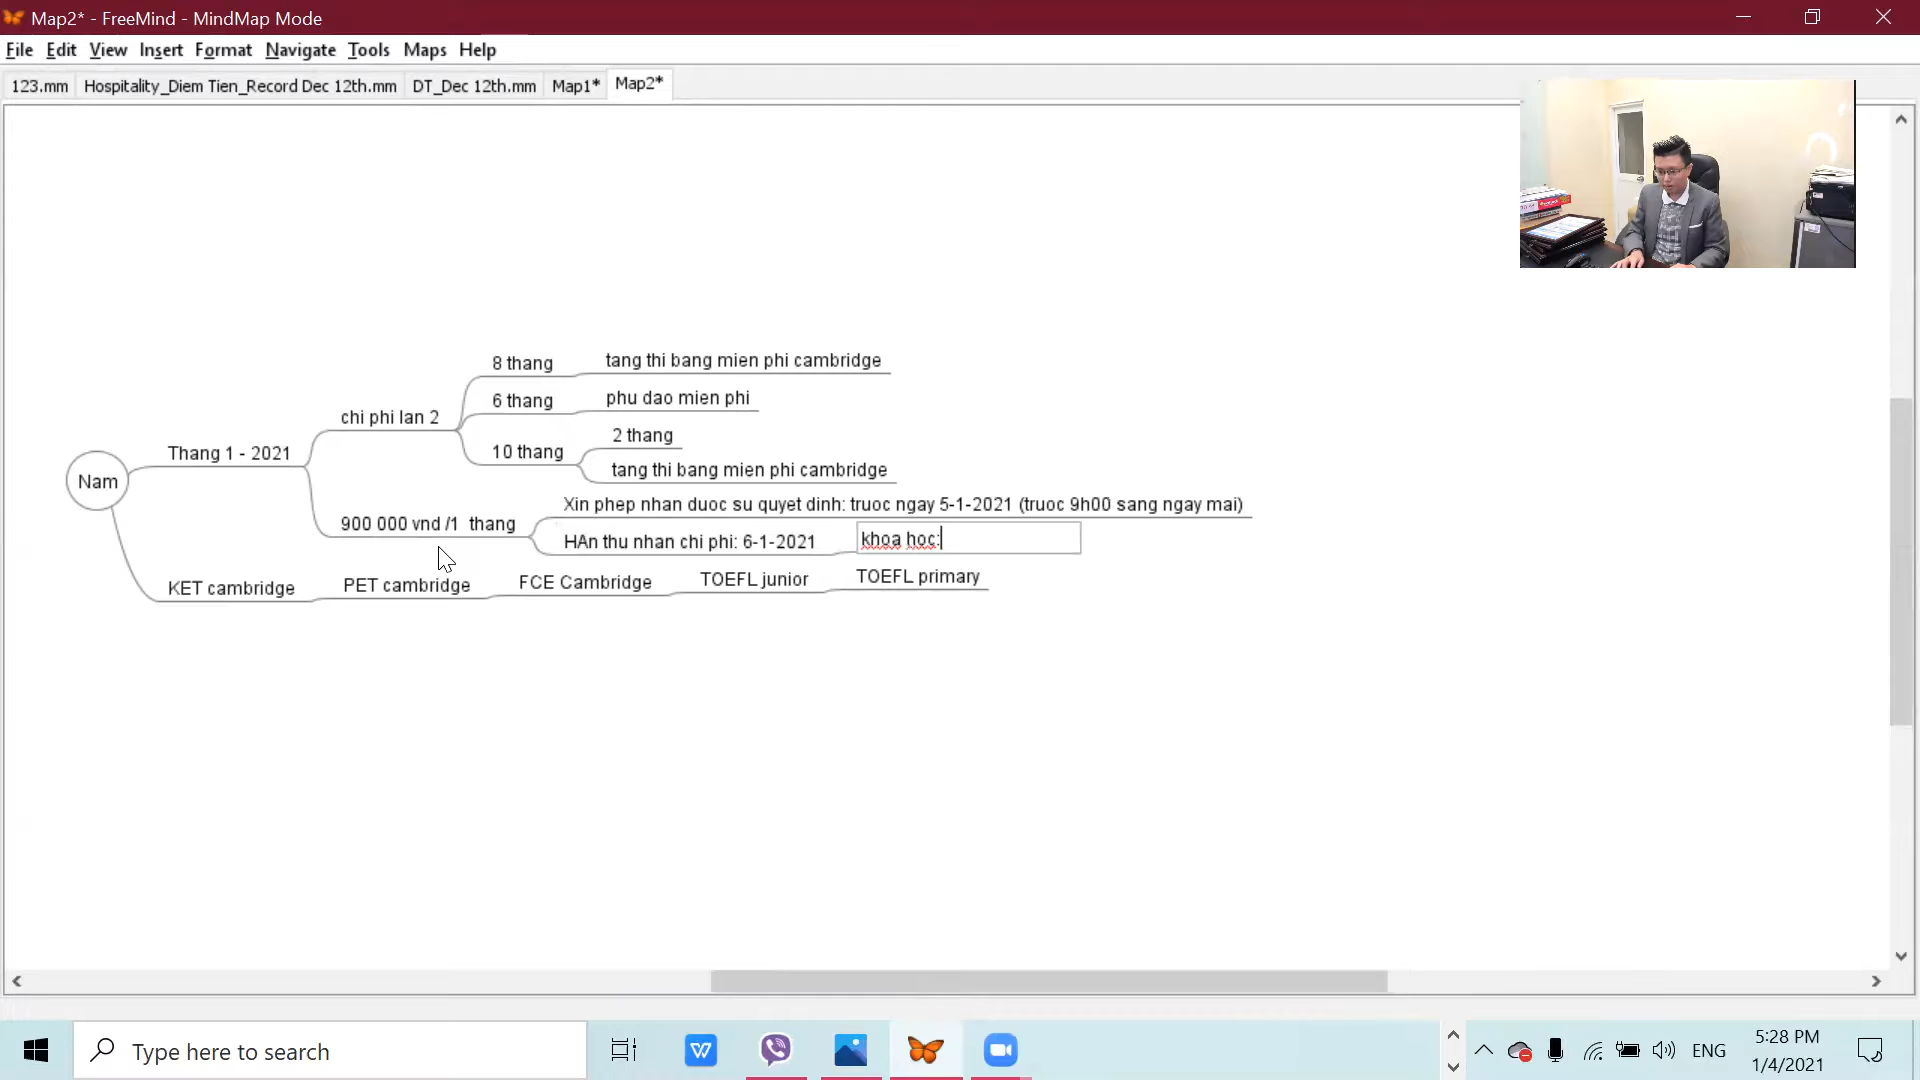 Map2* - FreeMind - MindMap Mode
File Edit View Insert Format Navigate Tools Maps Help
123.mm Hospitality_Diem Tien_Record Dec 12th.mm DT_Dec 12th.mm Map1* Map2*
8 thang tang thi bang mien phi cambridge
6 thang phu dao mien phi
chi phi lan 2
2 thang
10 thang
Thang 1 - 2021
tang thi bang mien phi cambridge
Nam
Xin phep nhan duoc su quyet dinh: truoc ngay 5-1-2021 (truoc 9h00 sang ngay mai)
900 000 vnd /1 thang
HAn thu nhan chi phi: 6-1-2021 khoa hoc:
KET cambridge PET cambridge FCE Cambridge TOEFL junior TOEFL primary
Type here to search
ENG
5:28 PM
1/4/2021